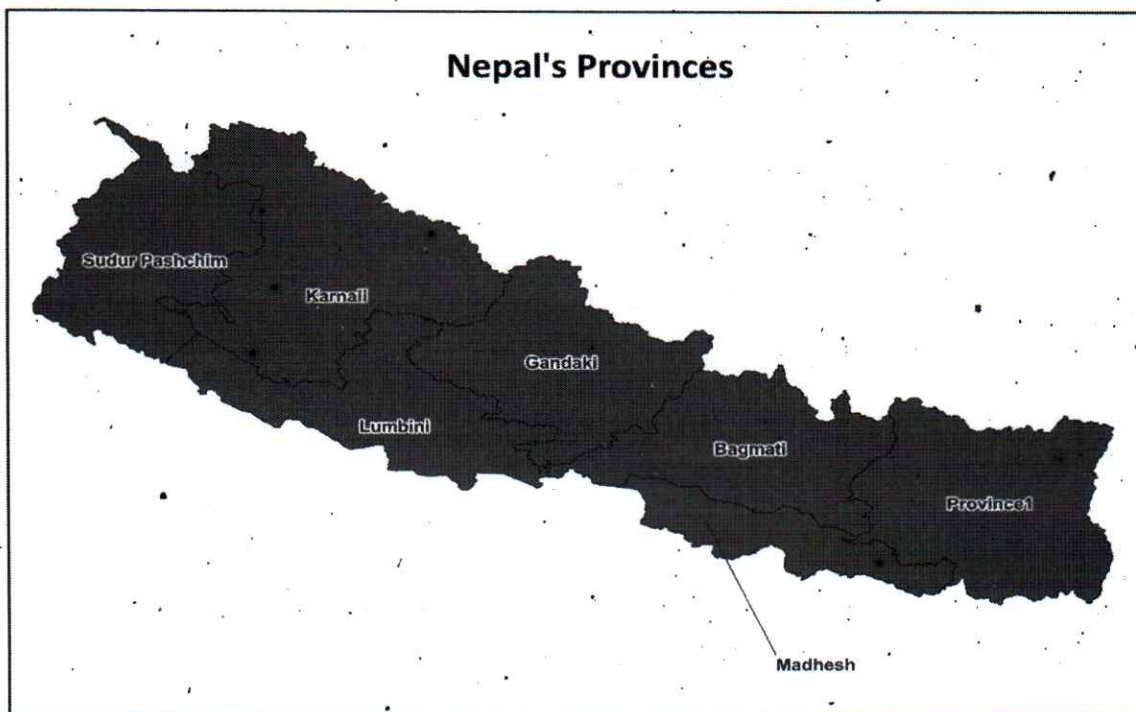 Nepal's Provinces
Sudur Pashchim
Karnali
Gandaki
Lumbini
Bagmati
Province1
Madhesh